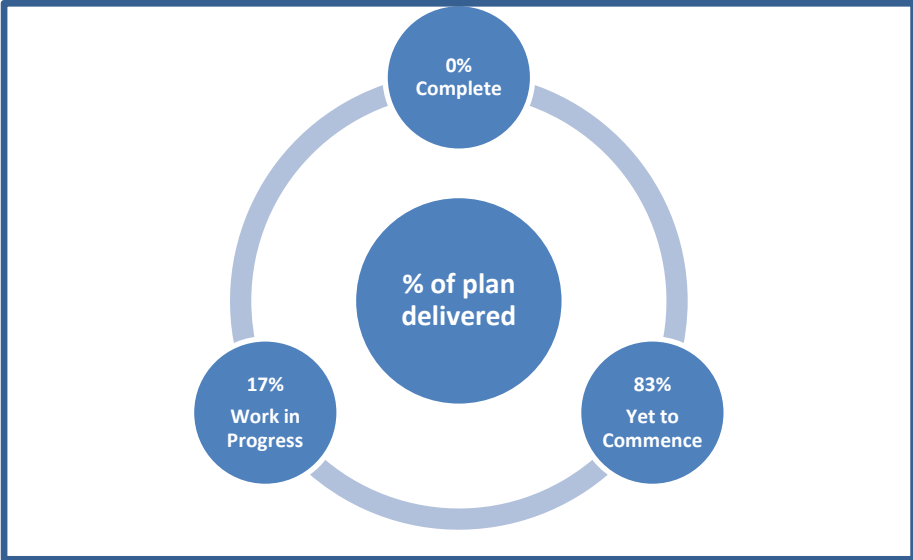 0%
Complete
% of plan
delivered
17%
Work in
Progress
83%
Yet to
Commence